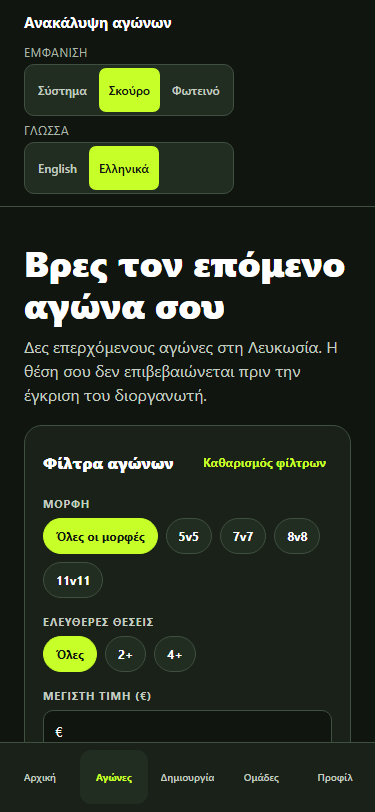 Ανακάλυψη αγώνων
ΕΜΦΑΝΙΣΗ
Σύστημα Σκούρο Φωτεινό
ΓΛΩΣΣΑ
English Ελληνικά
Βρες τον επόμενο
αγώνα σου
Δες επερχόμενους αγώνες στη Λευκωσία. Η
θέση σου δεν επιβεβαιώνεται πριν την
έγκριση του διοργανωτή.
Φίλτρα αγώνων Καθαρισμός φίλτρων
ΜΟΡΦΗ
Όλες οι μορφές 5v5 7v7 8v8
11v11
ΕΛΕΥΘΕΡΕΣ ΘΕΣΕΙΣ
Όλες 2+ 4+
ΜΕΓΙΣΤΗ ΤΙΜΗ (€)
€
Αρχική Αγώνες Δημιουργία Ομάδες Προφίλ